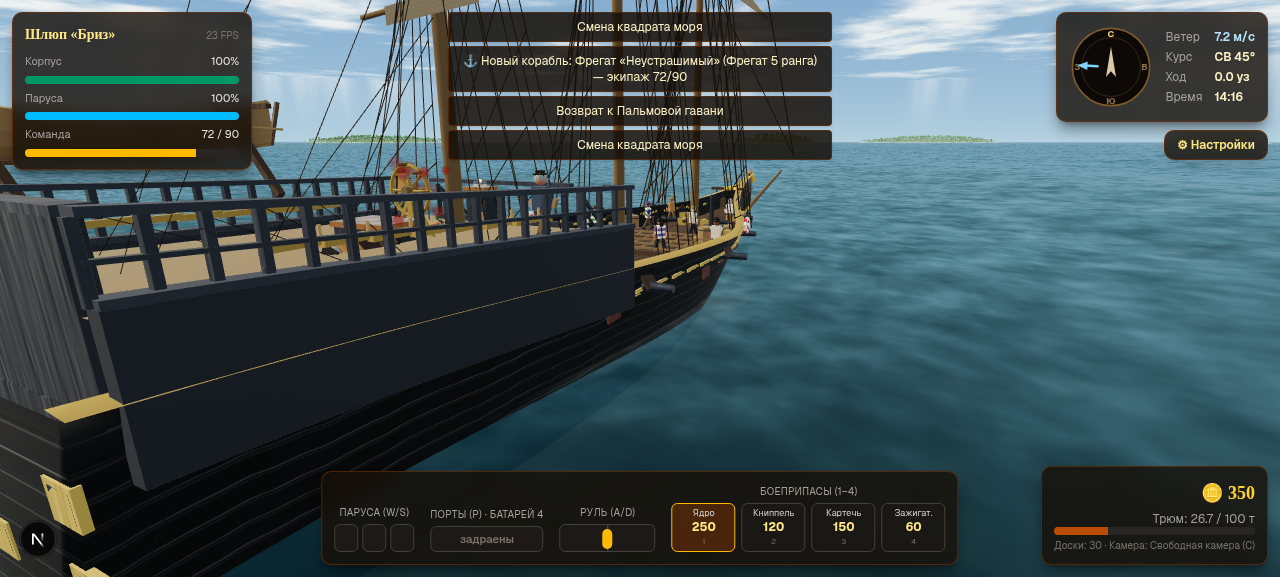 Шлюп «Бриз» 23 FPS
Корпус 100%
Паруса 100%
Команда 72 / 90
Смена квадрата моря
⚓ Новый корабль: Фрегат «Неустрашимый» (Фрегат 5 ранга)
— экипаж 72/90
Возврат к Пальмовой гавани
Смена квадрата моря
С
З
В
Ю
Ветер 7.2 м/с
Курс СВ 45°
Ход 0.0 уз
Время 14:16
⚙ Настройки
ПАРУСА (W/S)
ПОРТЫ (P) · БАТАРЕЙ 4
задраены
РУЛЬ (A/D)
БОЕПРИПАСЫ (1–4)
Ядро Книппель Картечь Зажигат.
250 120 150 60
1 2 3 4
🪙 350
Трюм: 26.7 / 100 т
Доски: 30 · Камера: Свободная камера (C)
N